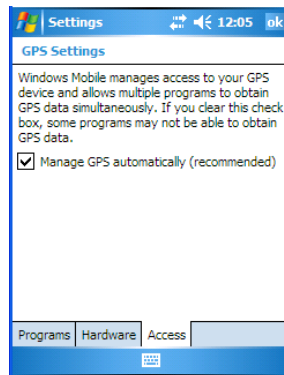 Settings 12:05 ok
GPS Settings
Windows Mobile manages access to your GPS
device and allows multiple programs to obtain
GPS data simultaneously. If you clear this check
box, some programs may not be able to obtain
GPS data.
Manage GPS automatically (recommended)
Programs Hardware Access